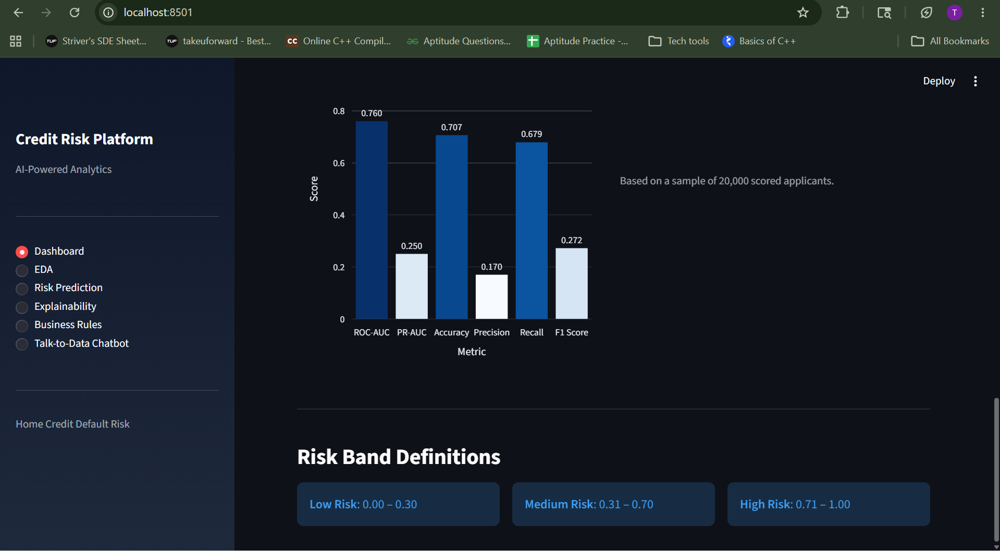 localhost:8501
T
Striver's SDE Sheet...
takeuforward - Best...
Online C++ Compil...
Aptitude Questions...
Aptitude Practice -...
Tech tools
Basics of C++
All Bookmarks
Deploy
Credit Risk Platform
AI-Powered Analytics
Dashboard
EDA
Risk Prediction
Explainability
Business Rules
Talk-to-Data Chatbot
Home Credit Default Risk
0.8
0.6
0.4
0.2
0
Score
0.760
0.250
0.707
0.170
0.679
0.272
ROC-AUC
PR-AUC
Accuracy
Precision
Recall
F1 Score
Metric
Based on a sample of 20,000 scored applicants.
Risk Band Definitions
Low Risk: 0.00 – 0.30
Medium Risk: 0.31 – 0.70
High Risk: 0.71 – 1.00